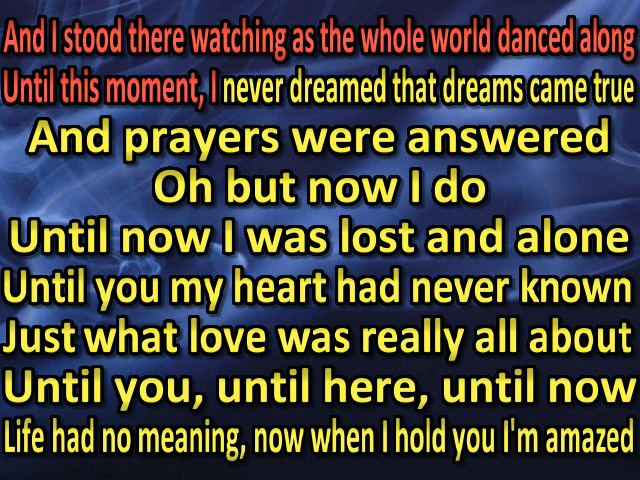 And I stood there watching as the whole world danced along
Until this moment, I never dreamed that dreams came true
And prayers were answered
Oh but now I do
Until now I was lost and alone
Until you my heart had never known
Just what love was really all about
Until you, until here, until now
Life had no meaning, now when I hold you I'm amazed